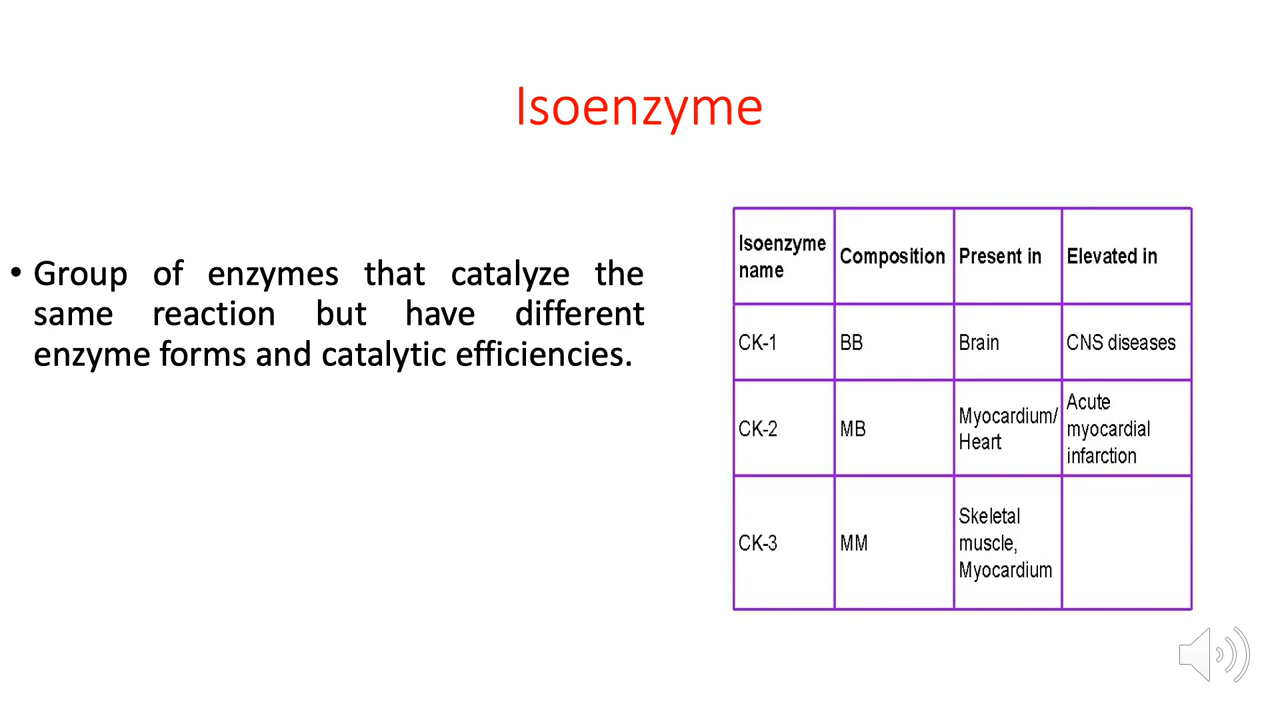 Isoenzyme
• Group of enzymes that catalyze the
same reaction but have different
enzyme forms and catalytic efficiencies.
Isoenzyme name Composition Present in Elevated in
CK-1 BB Brain CNS diseases
CK-2 MB Myocardium/ Heart Acute myocardial infarction
CK-3 MM Skeletal muscle, Myocardium